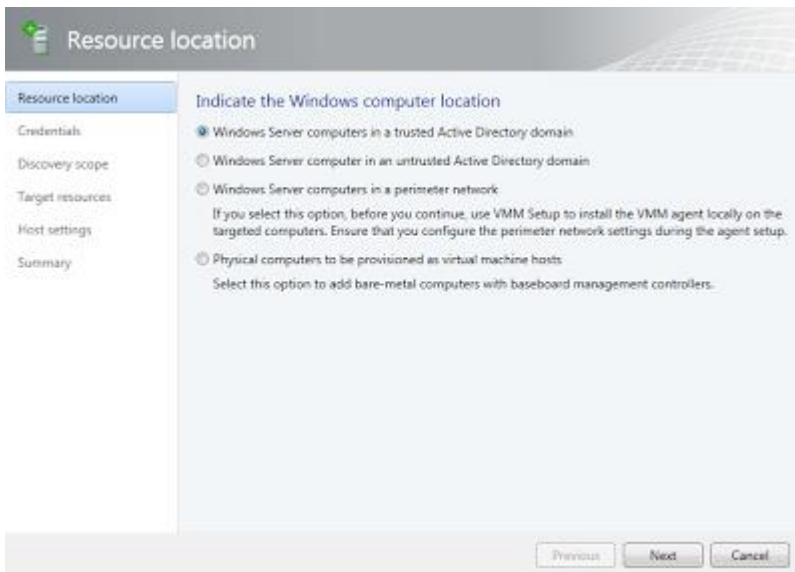 Resource location
Resource location
Credentials
Discovery scope
Target resources
Host settings
Summary
Indicate the Windows computer location
Windows Server computers in a trusted Active Directory domain
Windows Server computer in an untrusted Active Directory domain
Windows Server computers in a perimeter network
If you select this option, before you continue, use VMM Setup to install the VMM agent locally on the
targeted computers. Ensure that you configure the perimeter network settings during the agent setup.
Physical computers to be provisioned as virtual machine hosts
Select this option to add bare-metal computers with baseboard management controllers.
Previous
Next
Cancel